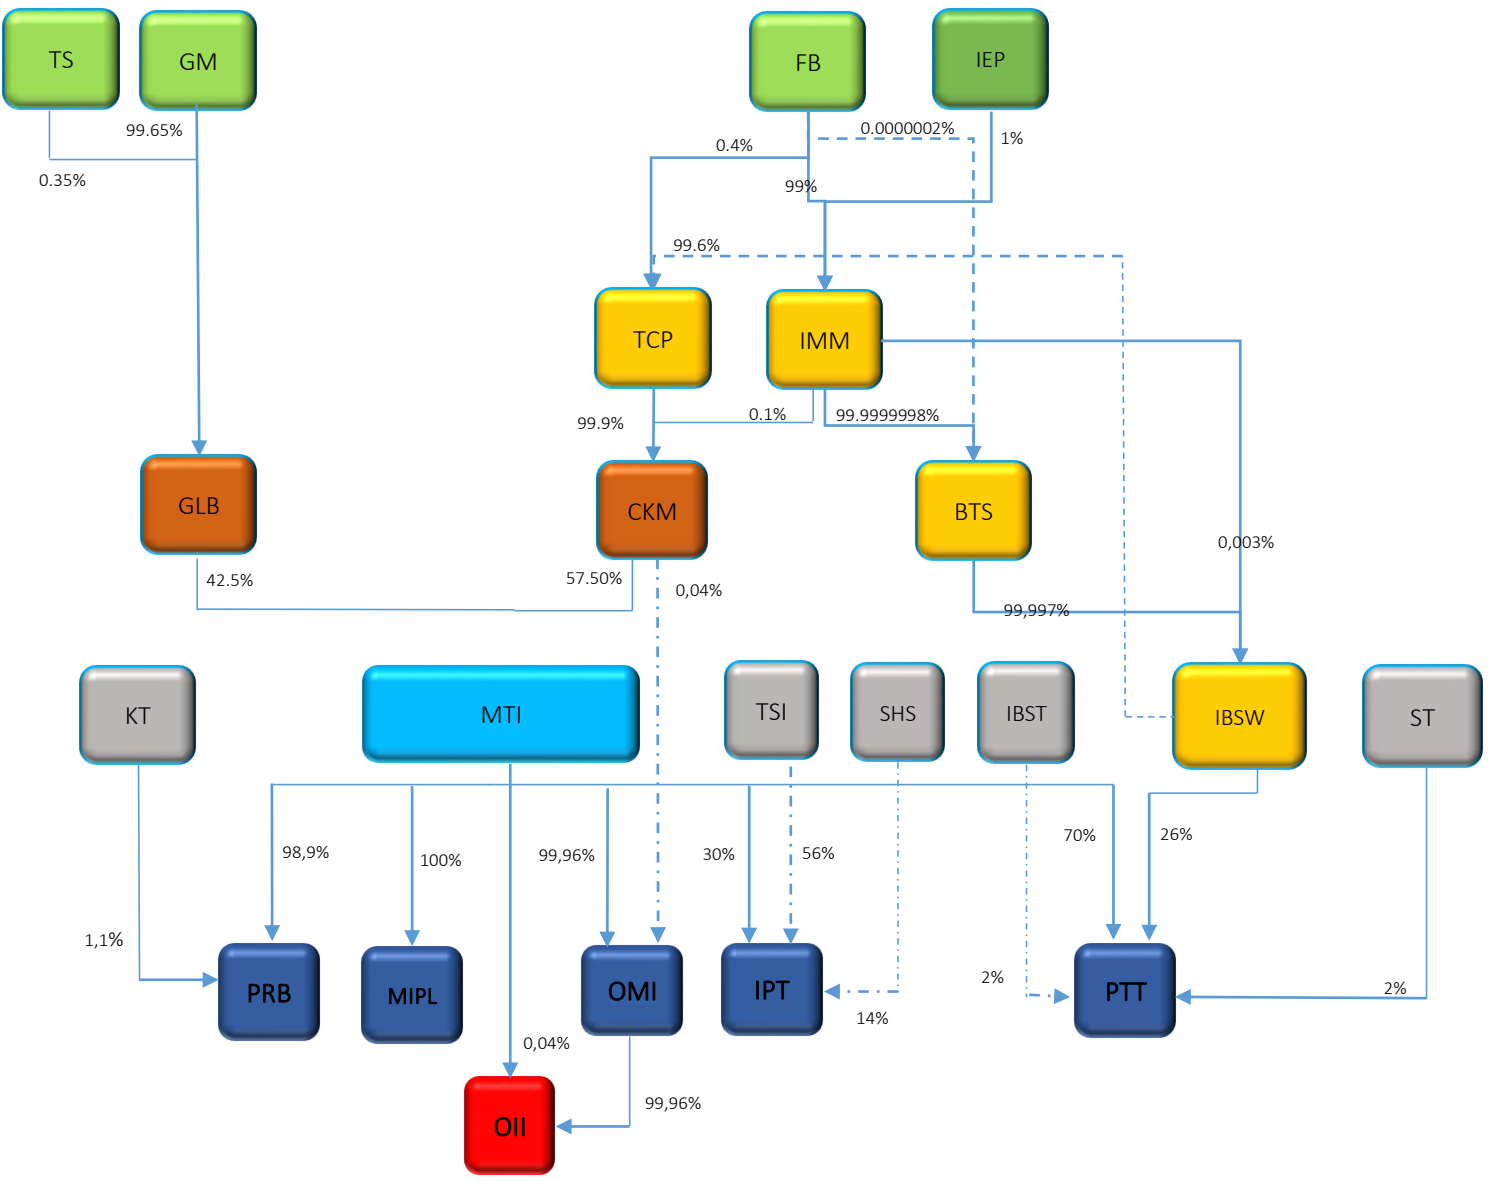 TS
GM
FB
IEP
99.65%
0.35%
0.0000002%
0.4%
1%
99%
99.6%
TCP
IMM
99.9%
0.1%
99.9999998%
GLB
CKM
BTS
0,003%
42.5%
57.50%
0,04%
99,997%
KT
MTI
TSI
SHS
IBST
IBSW
ST
98,9%
100%
99,96%
30%
56%
70%
26%
1,1%
2%
2%
PRB
MIPL
OMI
IPT
PTT
14%
0,04%
99,96%
OII